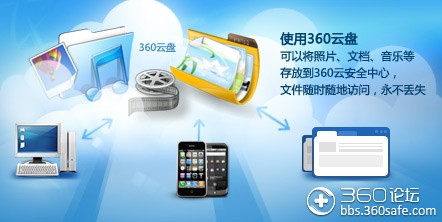 使用360云盘
360云盘
可以将照片、文档、音乐等
存放到360云安全中心，
文件随时随地访问，永不丢失
360论坛
bbs.360safe.com